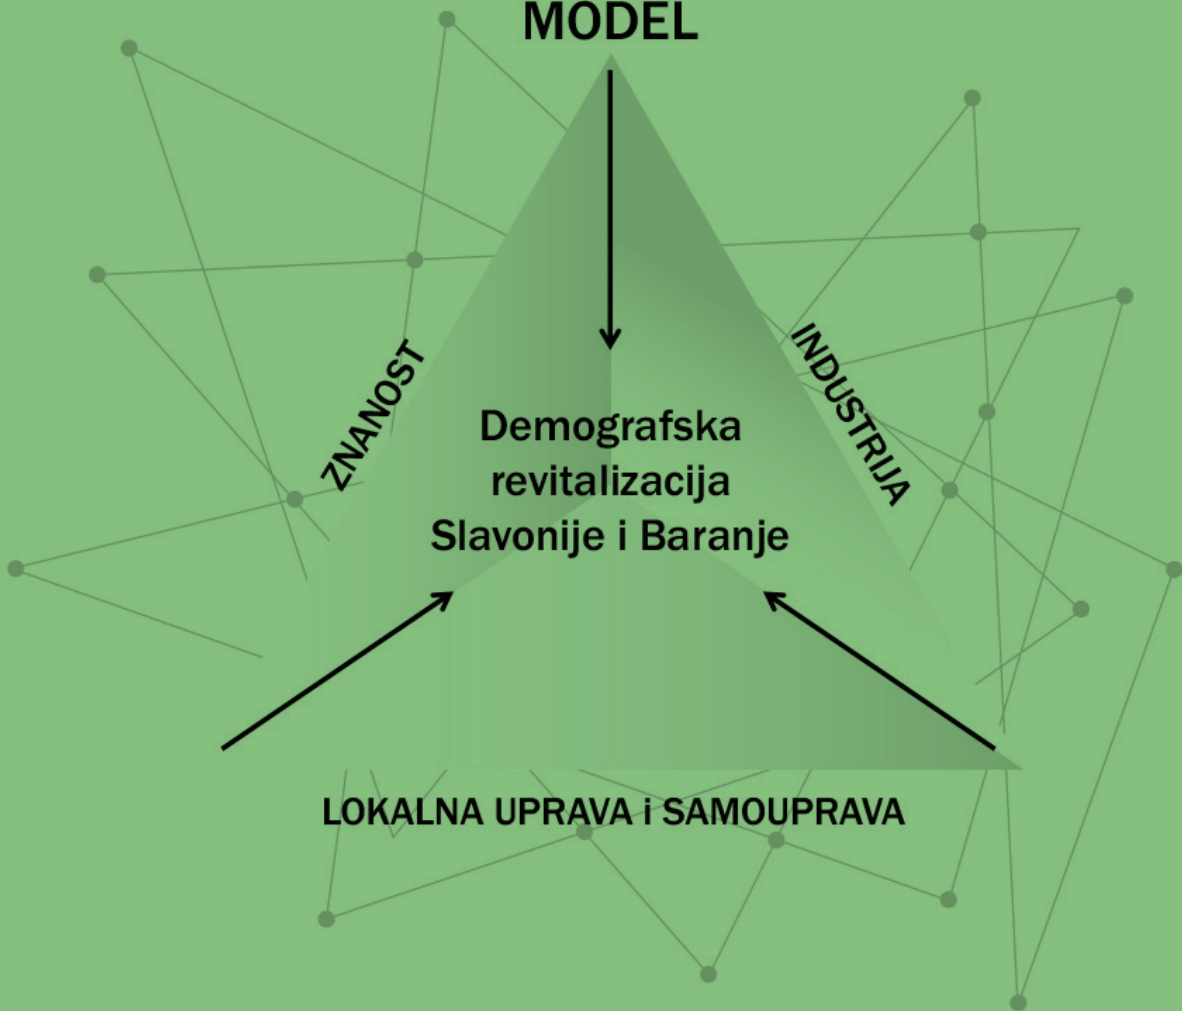 MODEL
ZNANOST
INDUSTRIJA
Demografska
revitalizacija
Slavonije i Baranje
LOKALNA UPRAVA i SAMOUPRAVA